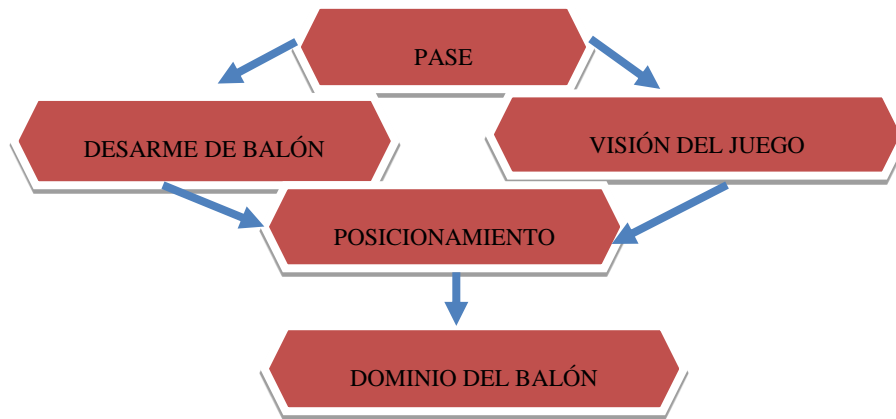 PASE
DESARME DE BALÓN
VISIÓN DEL JUEGO
POSICIONAMIENTO
DOMINIO DEL BALÓN